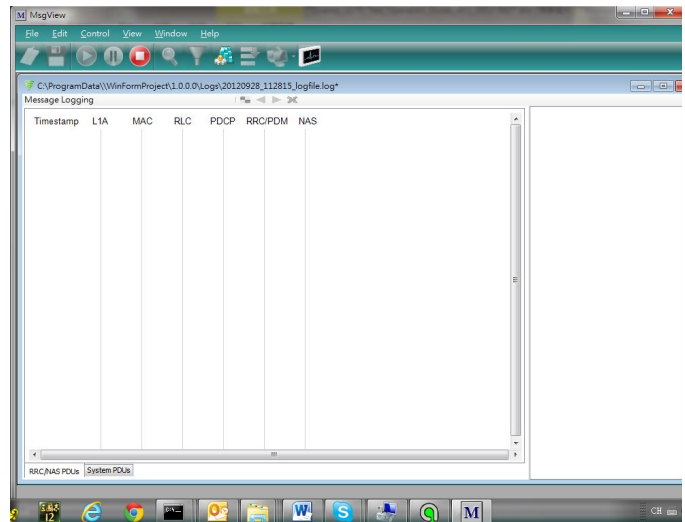 M MsgView
File Edit Control View Window Help
C:\ProgramData\\WinFormProject\1.0.0.0\Logs\20120928_112815_logfile.log*
Message Logging
Timestamp L1A MAC RLC PDCP RRC/PDM NAS
RRC/NAS PDUs System PDUs
12 C:\_ O W S M CH